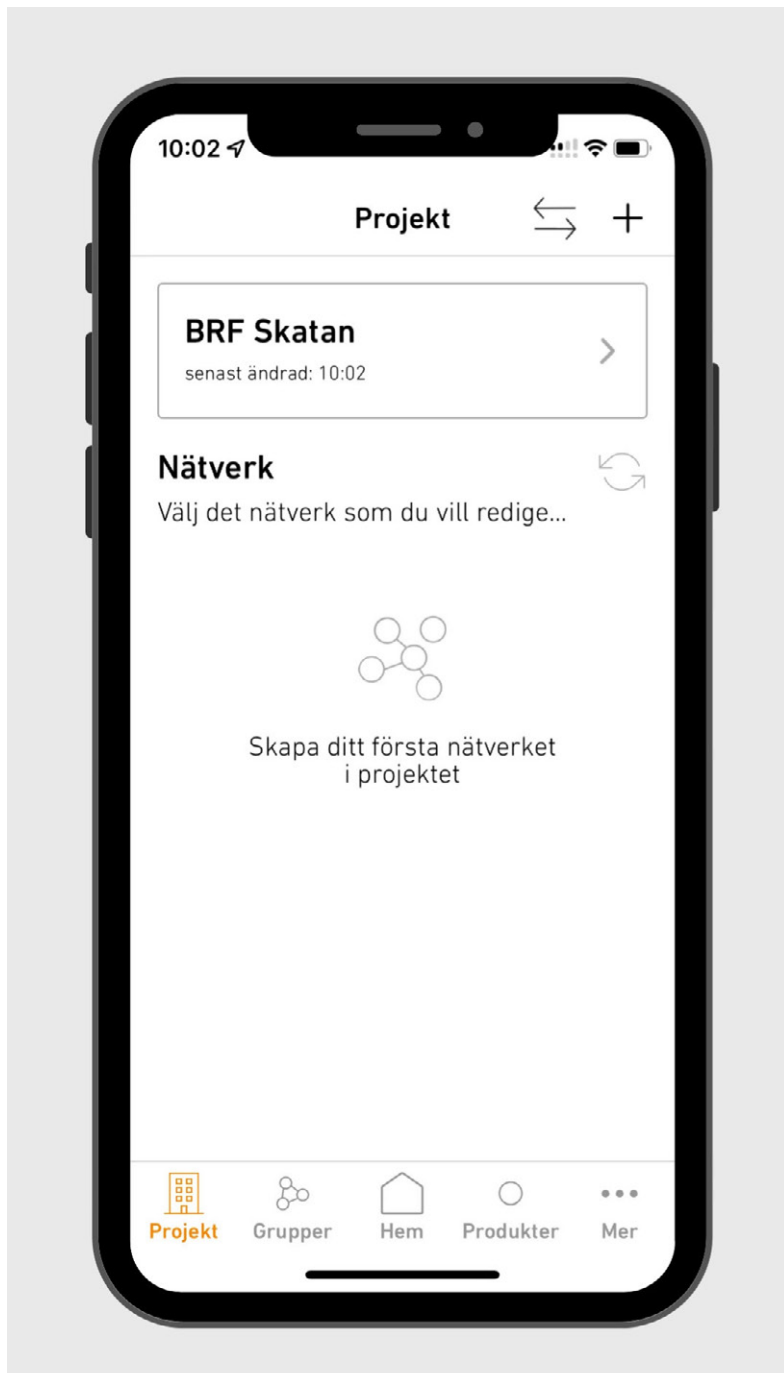 10:02
Projekt
BRF Skatan
senast ändrad: 10:02
Nätverk
Välj det nätverk som du vill redige...
Skapa ditt första nätverket
i projektet
Projekt Grupper Hem Produkter Mer